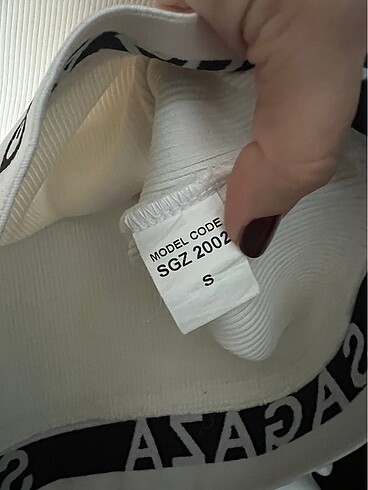 MODEL CODE
SGZ 2002
S
SAGAZA